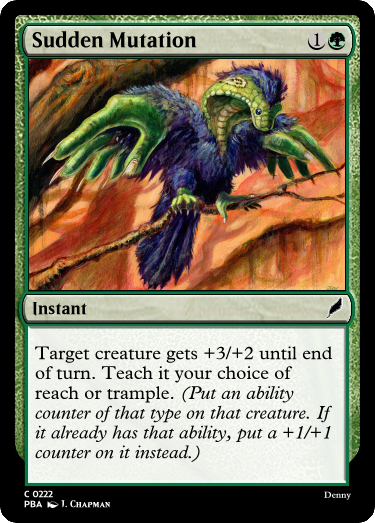 Sudden Mutation 1
Instant
Target creature gets +3/+2 until end
of turn. Teach it your choice of
reach or trample. (Put an ability
counter of that type on that creature. If
it already has that ability, put a +1/+1
counter on it instead.)
C 0222
PBA J. Chapman
Denny